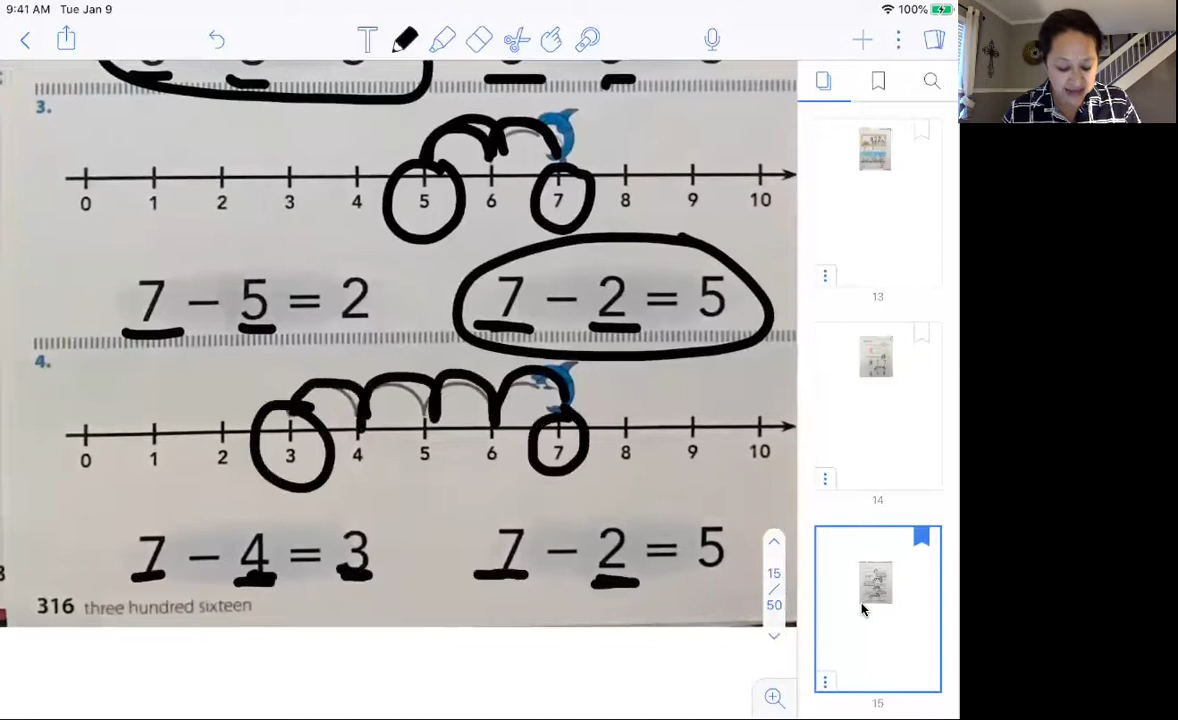 9:41 AM Tue Jan 9 100%
T
3.
0 1 2 3 4 5 6 7 8 9 10
7 − 5 = 2 7 − 2 = 5
4.
0 1 2 3 4 5 6 7 8 9 10
7 − 4 = 3 7 − 2 = 5
316 three hundred sixteen
13
14
15
15
/
50